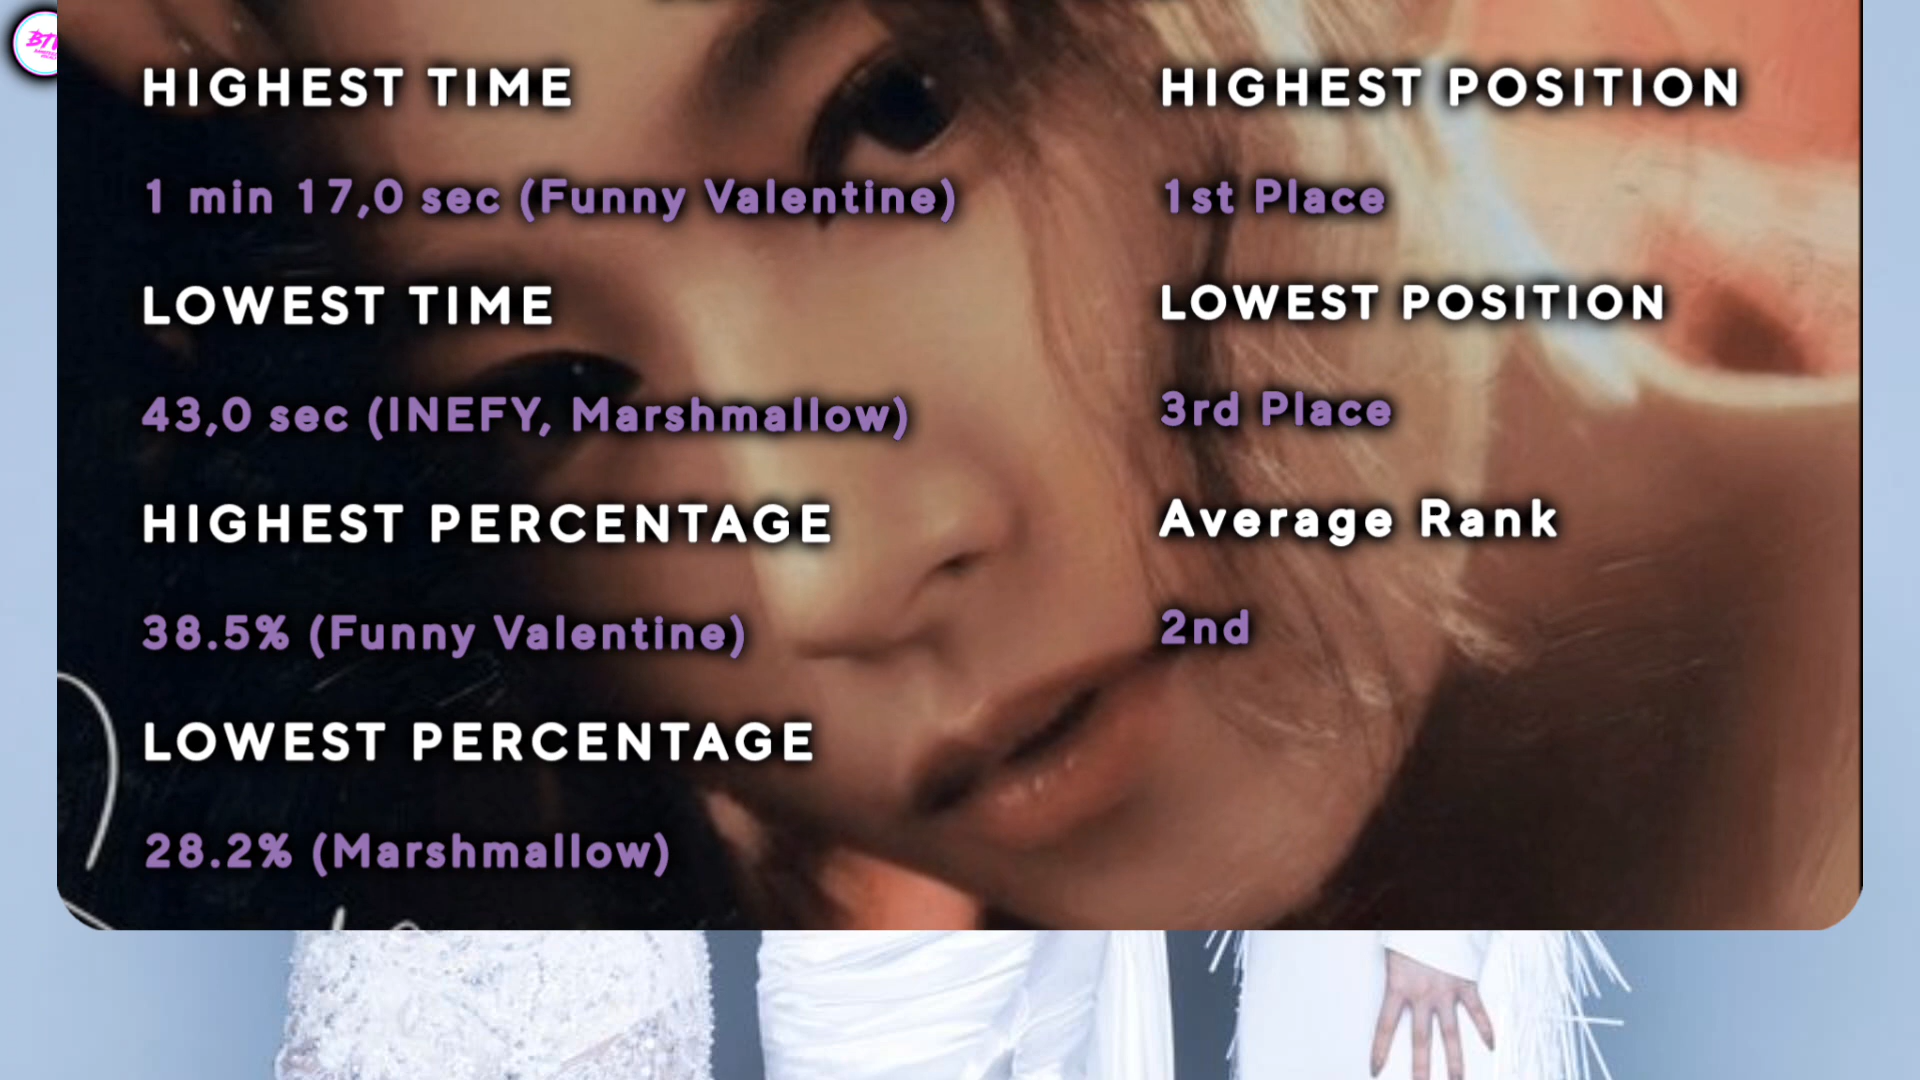 HIGHEST TIME
1 min 17,0 sec (Funny Valentine)
LOWEST TIME
43,0 sec (INEFY, Marshmallow)
HIGHEST PERCENTAGE
38.5% (Funny Valentine)
LOWEST PERCENTAGE
28.2% (Marshmallow)
HIGHEST POSITION
1st Place
LOWEST POSITION
3rd Place
Average Rank
2nd